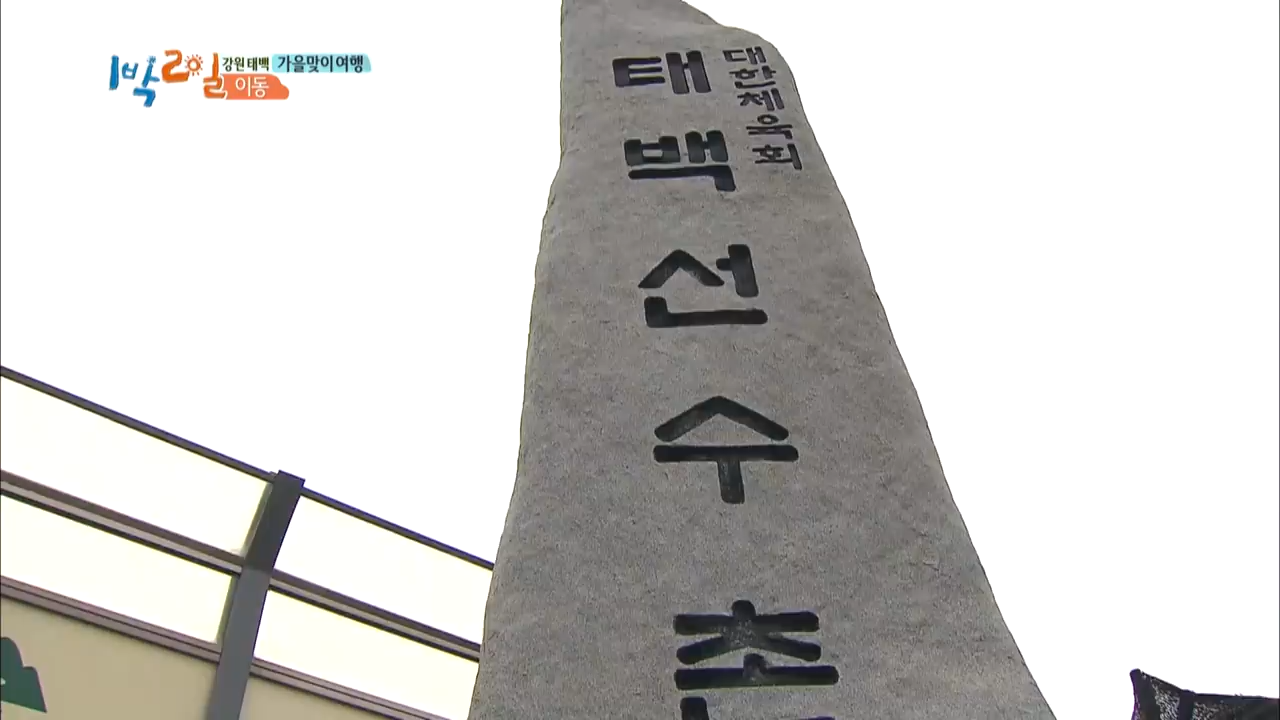 1박2일
강원 태백 가을맞이 여행
이동
대한체육회
태백선수촌